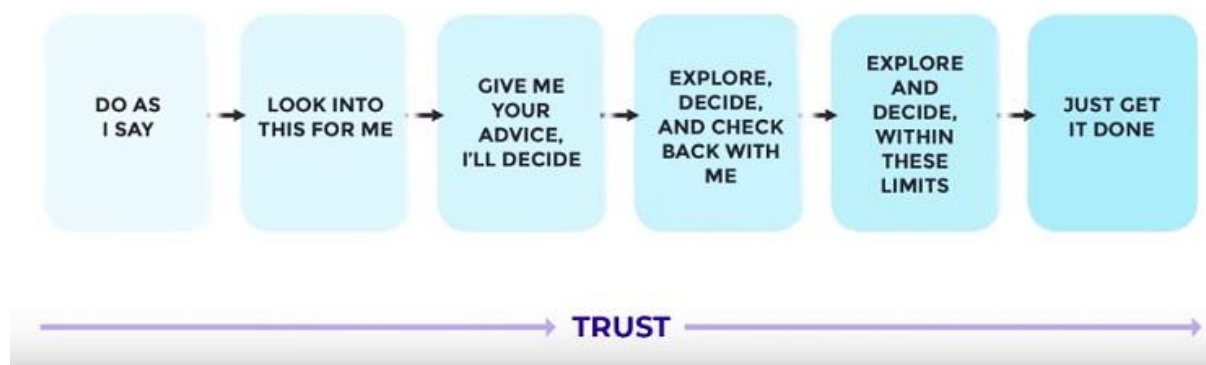 DO AS
I SAY
LOOK INTO
THIS FOR ME
GIVE ME
YOUR
ADVICE,
I'LL DECIDE
EXPLORE,
DECIDE,
AND CHECK
BACK WITH
ME
EXPLORE
AND
DECIDE,
WITHIN
THESE
LIMITS
JUST GET
IT DONE
TRUST